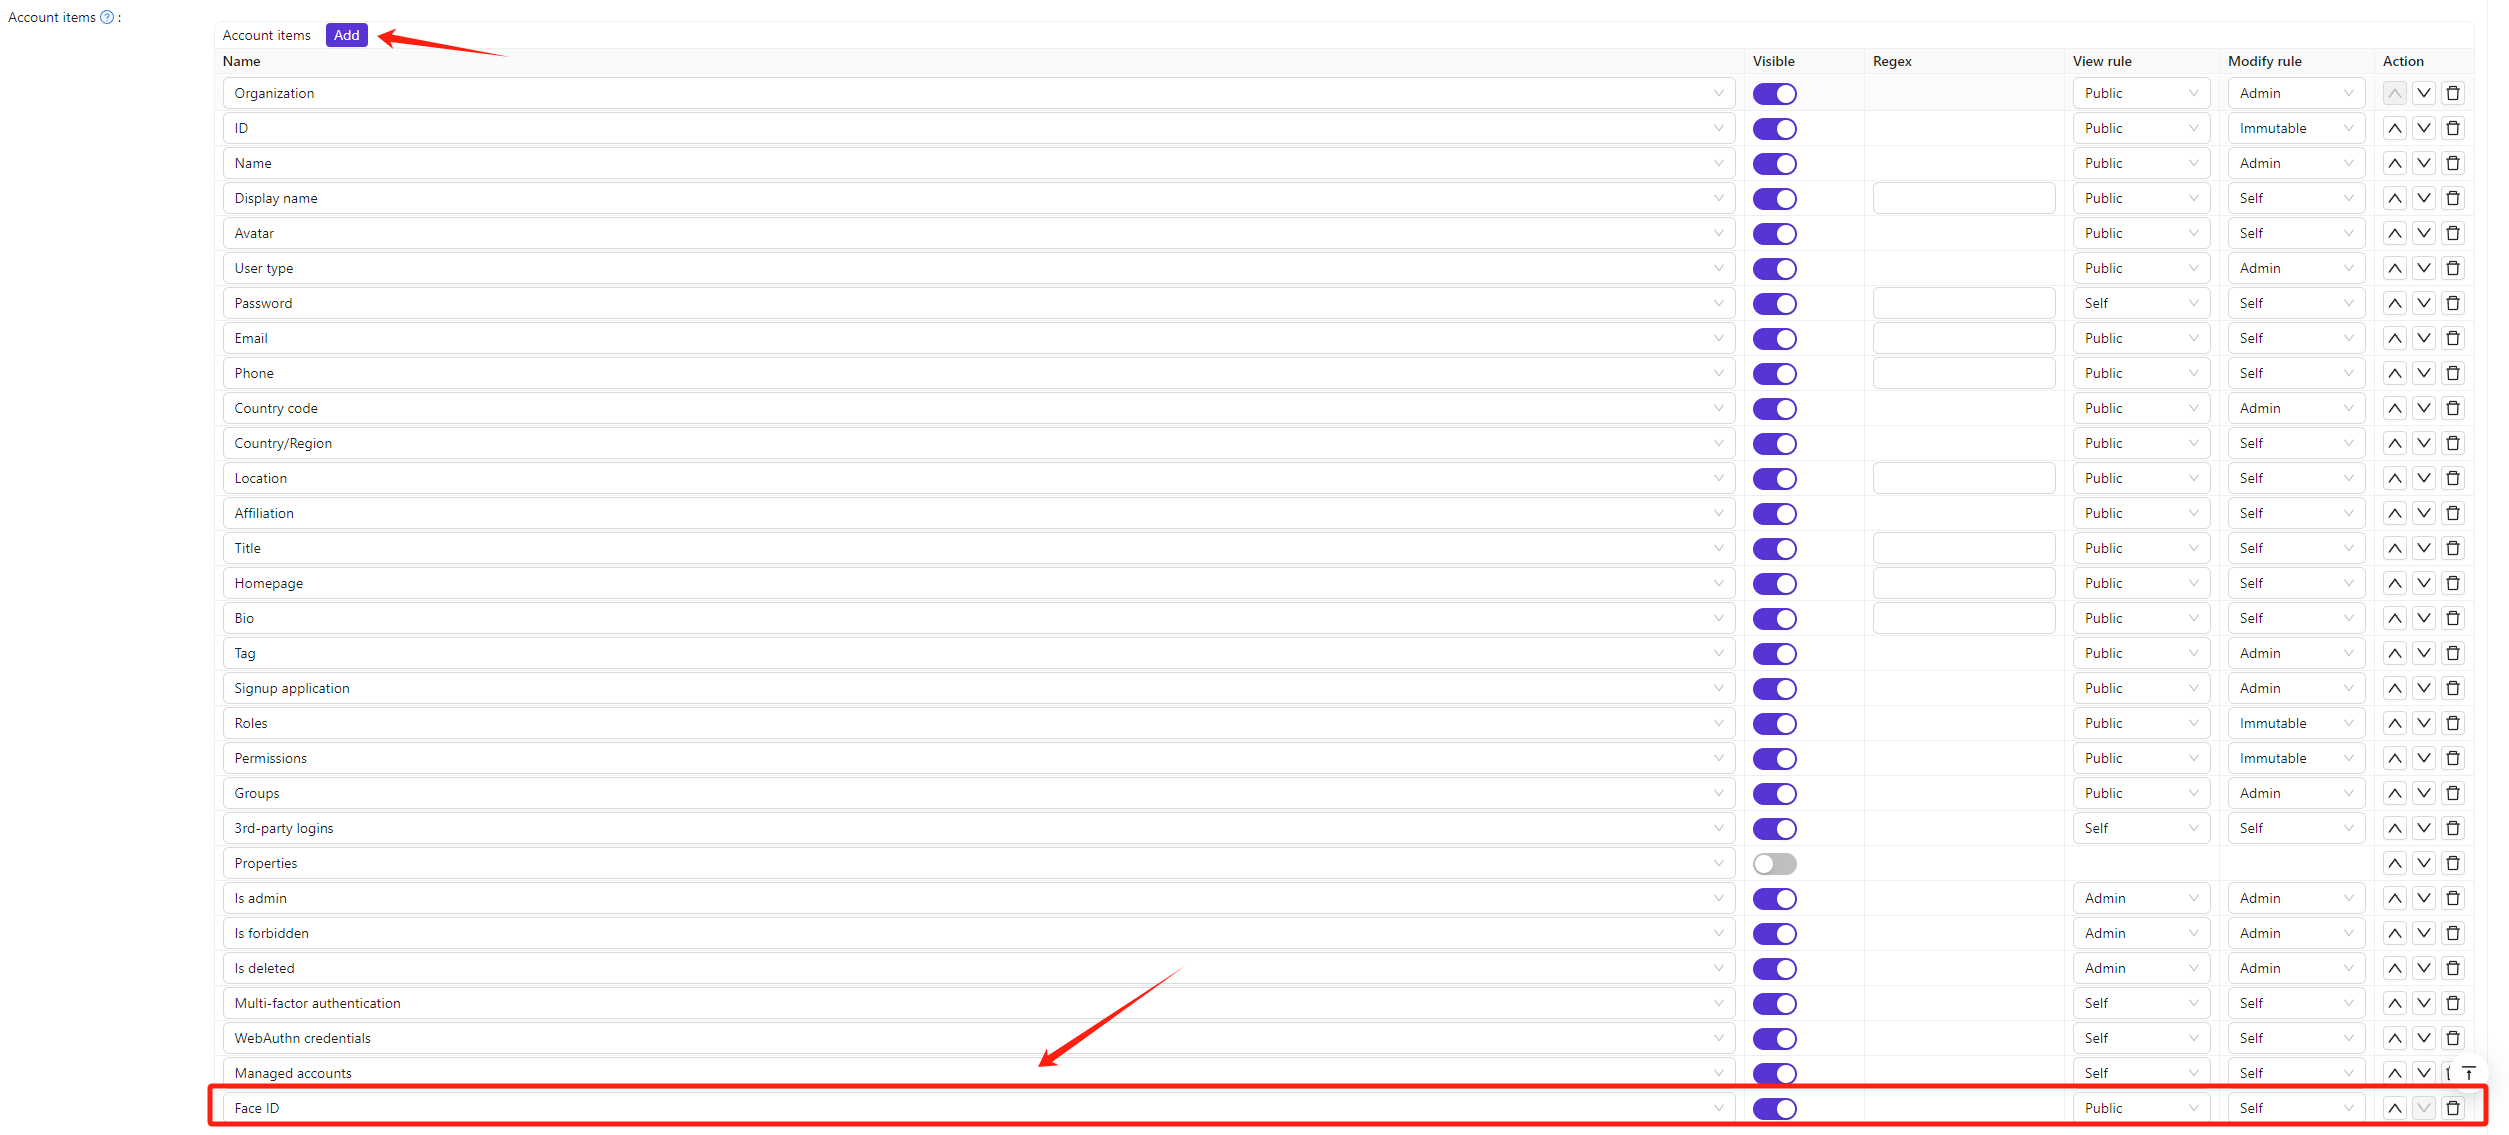 Account items ? :
Account items Add
Name Visible Regex View rule Modify rule Action
Organization Public Admin
ID Public Immutable
Name Public Admin
Display name Public Self
Avatar Public Self
User type Public Admin
Password Self Self
Email Public Self
Phone Public Self
Country code Public Admin
Country/Region Public Self
Location Public Self
Affiliation Public Self
Title Public Self
Homepage Public Self
Bio Public Self
Tag Public Admin
Signup application Public Admin
Roles Public Immutable
Permissions Public Immutable
Groups Public Admin
3rd-party logins Self Self
Properties
Is admin Admin Admin
Is forbidden Admin Admin
Is deleted Admin Admin
Multi-factor authentication Self Self
WebAuthn credentials Self Self
Managed accounts Self Self
Face ID Public Self